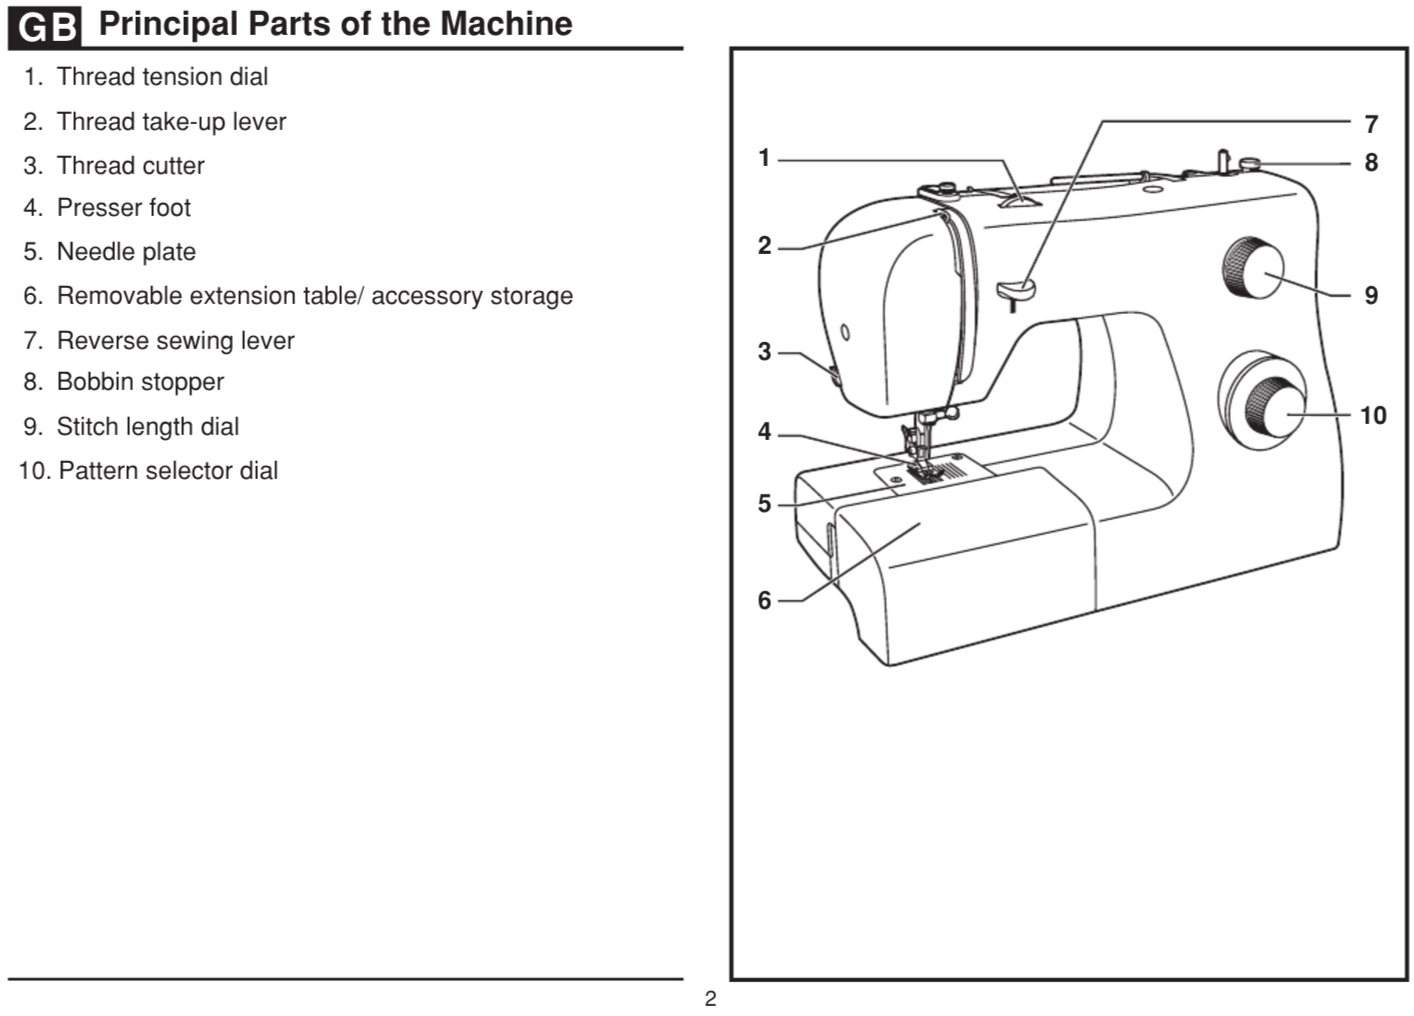 GB Principal Parts of the Machine
1. Thread tension dial
2. Thread take-up lever
3. Thread cutter
4. Presser foot
5. Needle plate
6. Removable extension table/ accessory storage
7. Reverse sewing lever
8. Bobbin stopper
9. Stitch length dial
10. Pattern selector dial
1
2
3
4
5
6
7
8
9
10
2